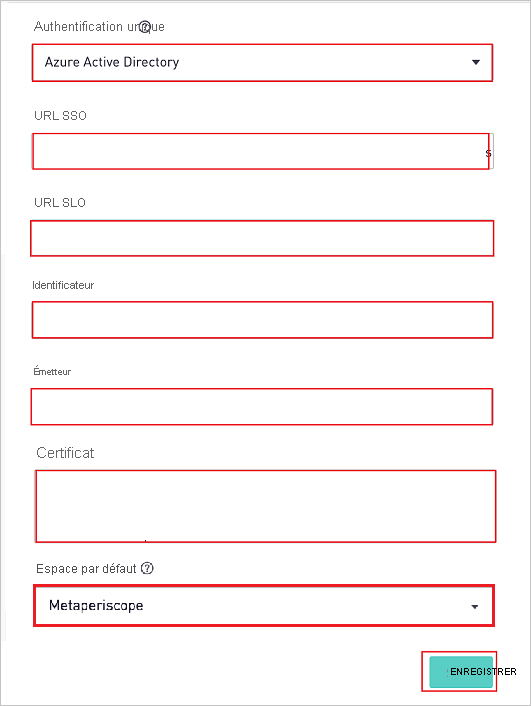 Authentification unique
Azure Active Directory
URL SSO
s
URL SLO
Identificateur
Émetteur
Certificat
Espace par défaut ?
Metaperiscope
ENREGISTRER